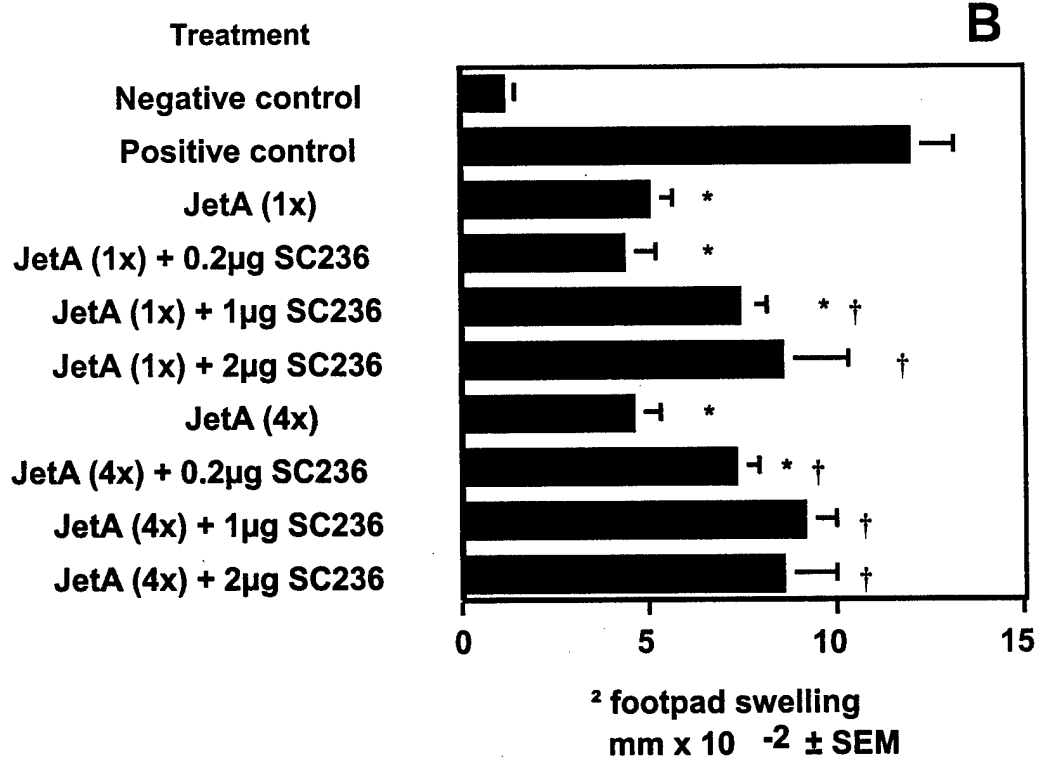 B
Treatment
Negative control
Positive control
JetA (1x)
*
JetA (1x) + 0.2µg SC236
*
JetA (1x) + 1µg SC236
* †
JetA (1x) + 2µg SC236
†
JetA (4x)
*
JetA (4x) + 0.2µg SC236
* †
JetA (4x) + 1µg SC236
†
JetA (4x) + 2µg SC236
†
0 5 10 15
² footpad swelling
mm x 10 -2 ± SEM